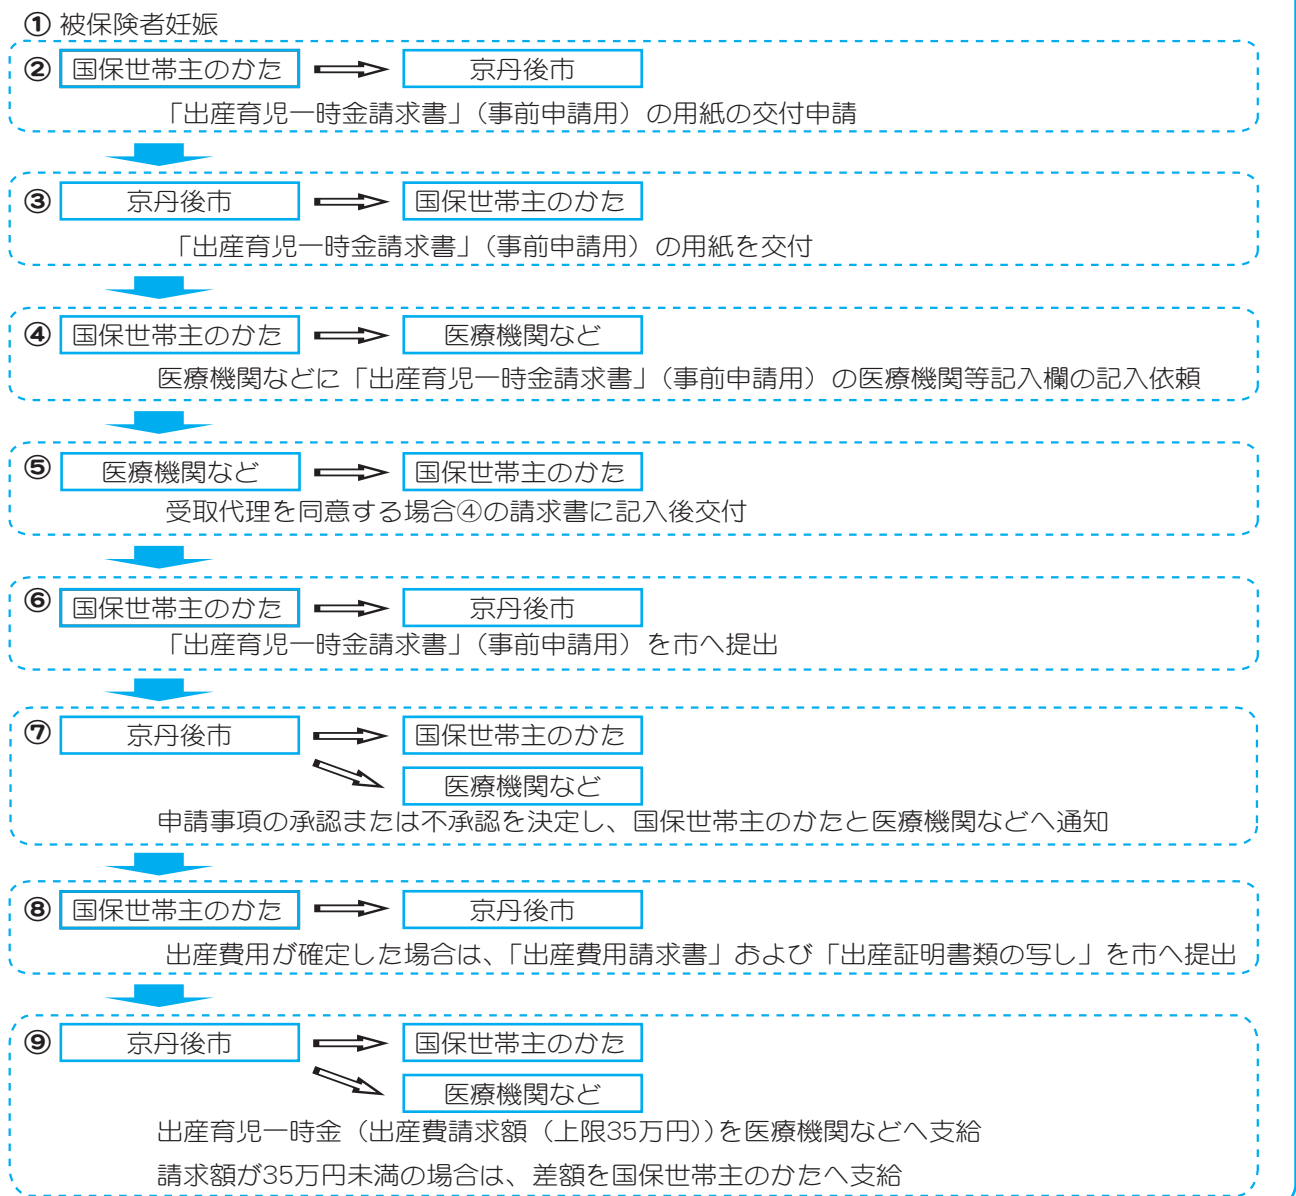 ① 被保険者妊娠
② 国保世帯主のかた 京丹後市
「出産育児一時金請求書」（事前申請用）の用紙の交付申請
③ 京丹後市 国保世帯主のかた
「出産育児一時金請求書」（事前申請用）の用紙を交付
④ 国保世帯主のかた 医療機関など
医療機関などに「出産育児一時金請求書」（事前申請用）の医療機関等記入欄の記入依頼
⑤ 医療機関など 国保世帯主のかた
受取代理を同意する場合④の請求書に記入後交付
⑥ 国保世帯主のかた 京丹後市
「出産育児一時金請求書」（事前申請用）を市へ提出
⑦ 京丹後市 国保世帯主のかた
医療機関など
申請事項の承認または不承認を決定し、国保世帯主のかたと医療機関などへ通知
⑧ 国保世帯主のかた 京丹後市
出産費用が確定した場合は、「出産費用請求書」および「出産証明書類の写し」を市へ提出
⑨ 京丹後市 国保世帯主のかた
医療機関など
出産育児一時金（出産費請求額（上限35万円））を医療機関などへ支給
請求額が35万円未満の場合は、差額を国保世帯主のかたへ支給